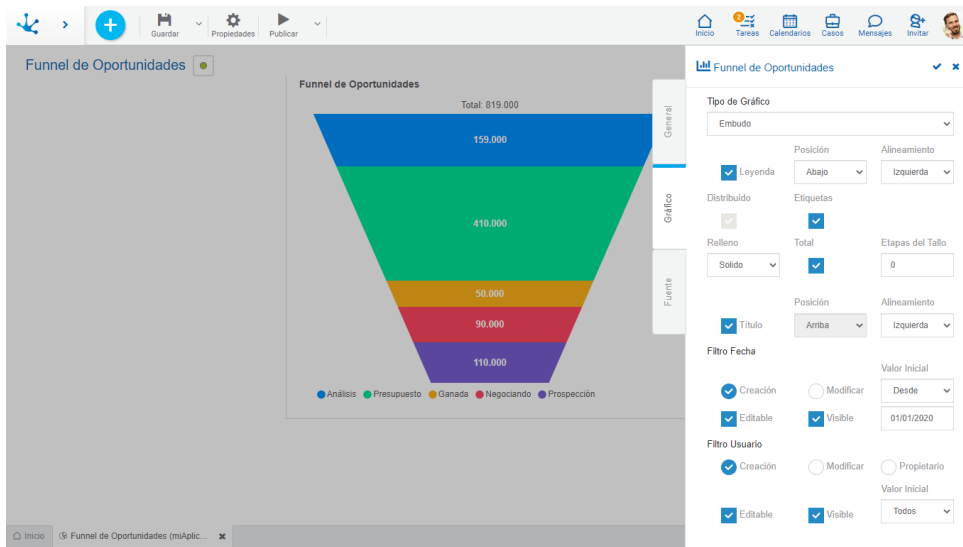 Guardar
Propiedades
Publicar
Inicio
2
Tareas
Calendarios
Casos
Mensajes
Invitar
Funnel de Oportunidades
Funnel de Oportunidades
Total: 819.000
159.000
410.000
50.000
90.000
110.000
Análisis Presupuesto Ganada Negociando Prospección
General
Gráfico
Fuente
Funnel de Oportunidades
Tipo de Gráfico
Embudo
Posición Alineamiento
Leyenda Abajo Izquierda
Distribuido Etiquetas
Relleno Total Etapas del Tallo
Solido 0
Posición Alineamiento
Título Arriba Izquierda
Filtro Fecha
Valor Inicial
Creación Modificar Desde
Editable Visible 01/01/2020
Filtro Usuario
Creación Modificar Propietario
Valor Inicial
Editable Visible Todos
Inicio Funnel de Oportunidades (miAplic...